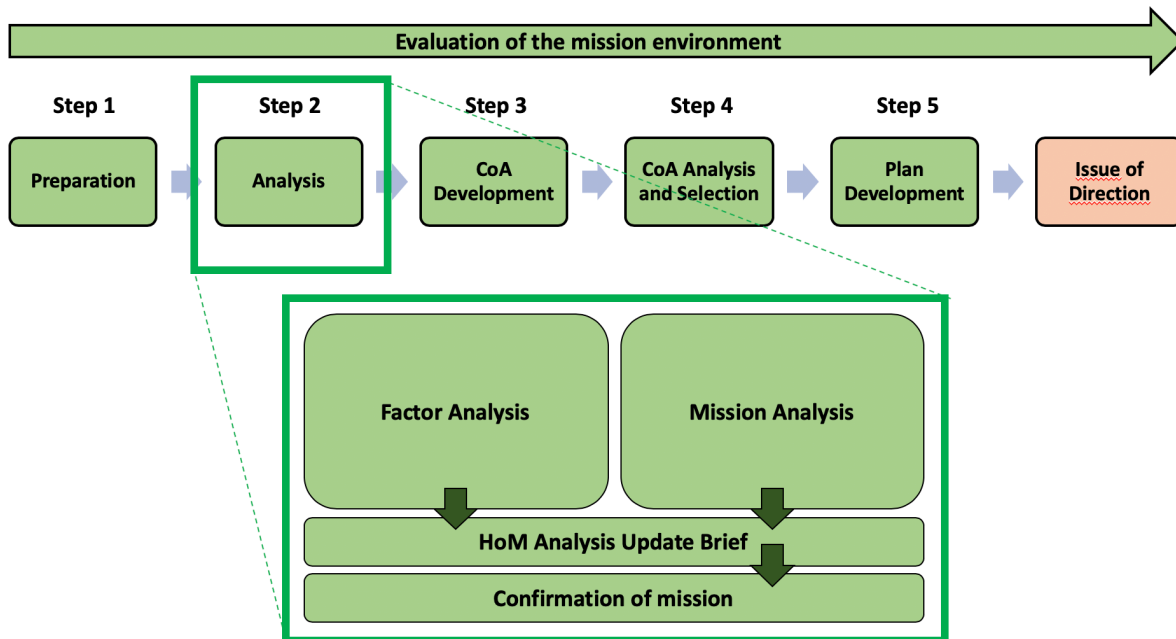 Evaluation of the mission environment
Step 1
Step 2
Step 3
Step 4
Step 5
Preparation
Analysis
CoA
Development
CoA Analysis
and Selection
Plan
Development
Issue of
Direction
Factor Analysis
Mission Analysis
HoM Analysis Update Brief
Confirmation of mission